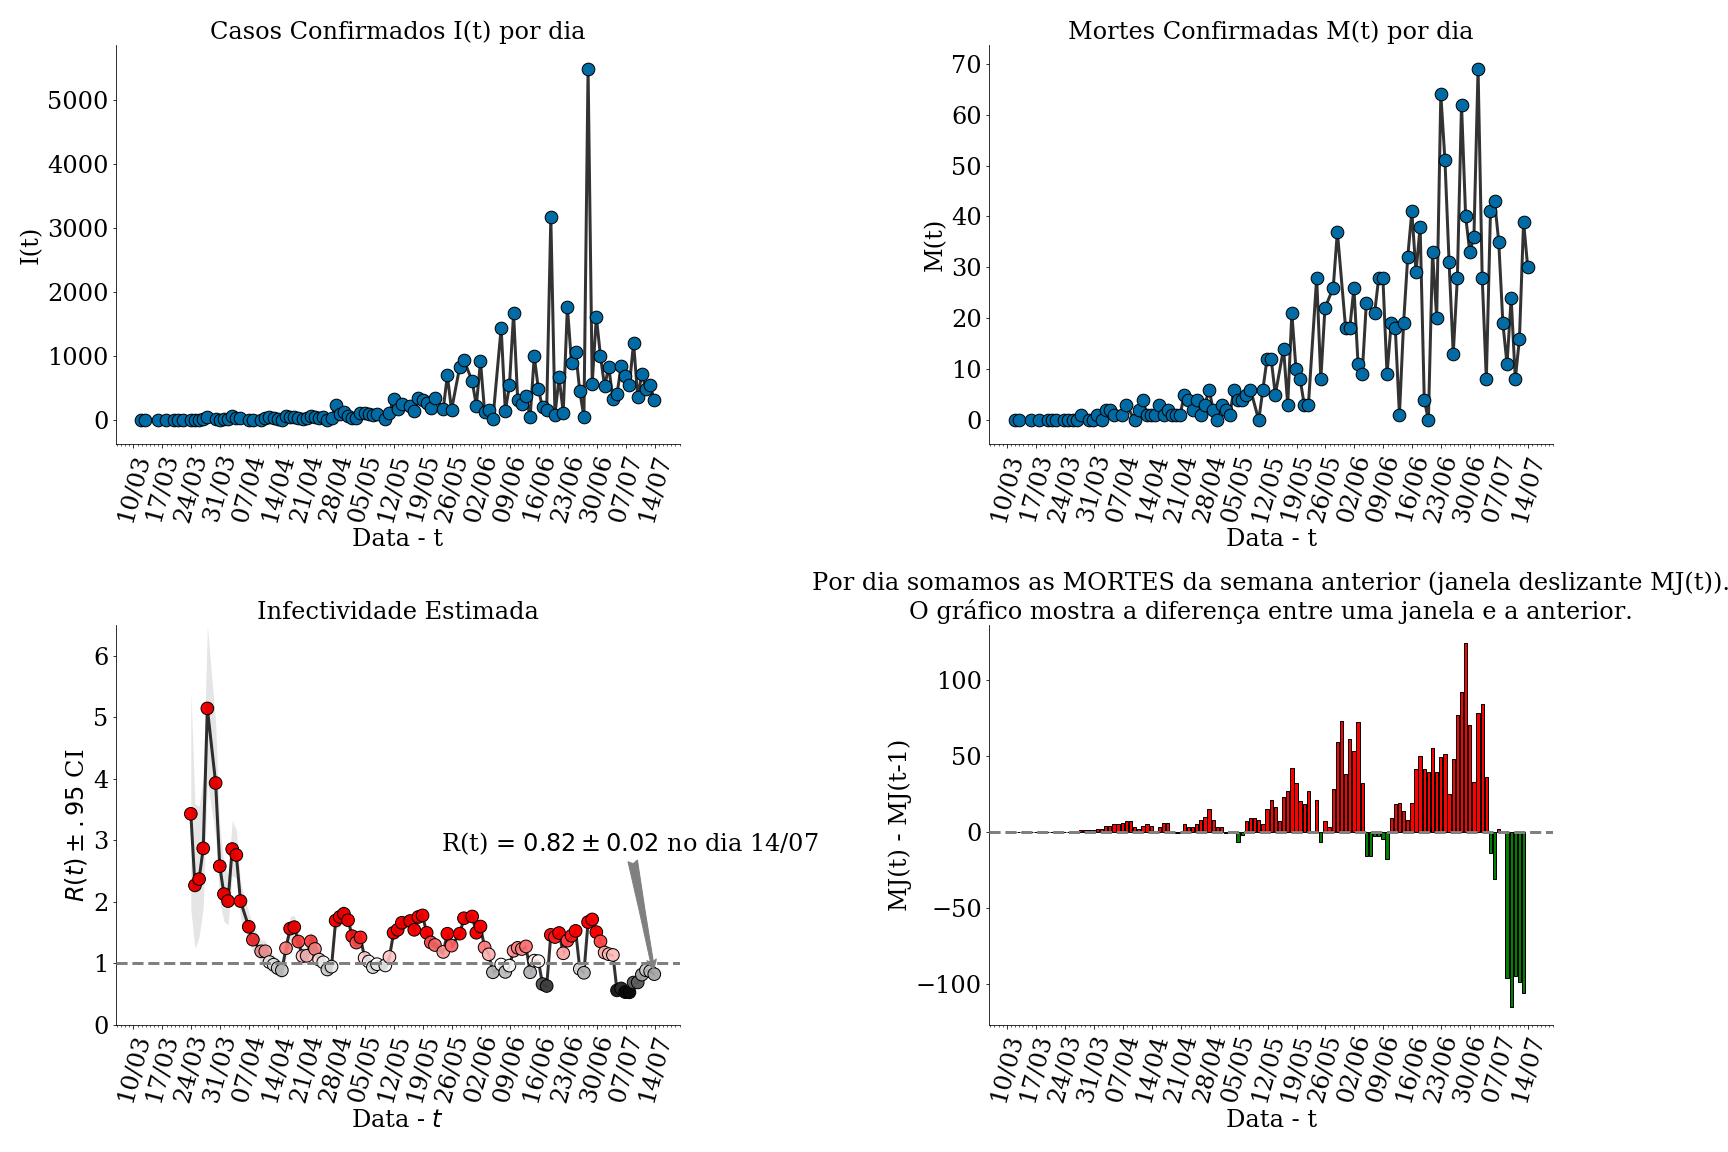 Casos Confirmados I(t) por dia
5000
4000
3000
2000
1000
0
I(t)
10/03 17/03 24/03 31/03 07/04 14/04 21/04 28/04 05/05 12/05 19/05 26/05 02/06 09/06 16/06 23/06 30/06 07/07 14/07
Data - t
Mortes Confirmadas M(t) por dia
70
60
50
40
30
20
10
0
M(t)
10/03 17/03 24/03 31/03 07/04 14/04 21/04 28/04 05/05 12/05 19/05 26/05 02/06 09/06 16/06 23/06 30/06 07/07 14/07
Data - t
Infectividade Estimada
6
5
4
3
2
1
0
R(t) ± .95 CI
R(t) = 0.82 ± 0.02 no dia 14/07
10/03 17/03 24/03 31/03 07/04 14/04 21/04 28/04 05/05 12/05 19/05 26/05 02/06 09/06 16/06 23/06 30/06 07/07 14/07
Data - t
Por dia somamos as MORTES da semana anterior (janela deslizante MJ(t)).
O gráfico mostra a diferença entre uma janela e a anterior.
100
50
0
−50
−100
MJ(t) - MJ(t-1)
10/03 17/03 24/03 31/03 07/04 14/04 21/04 28/04 05/05 12/05 19/05 26/05 02/06 09/06 16/06 23/06 30/06 07/07 14/07
Data - t